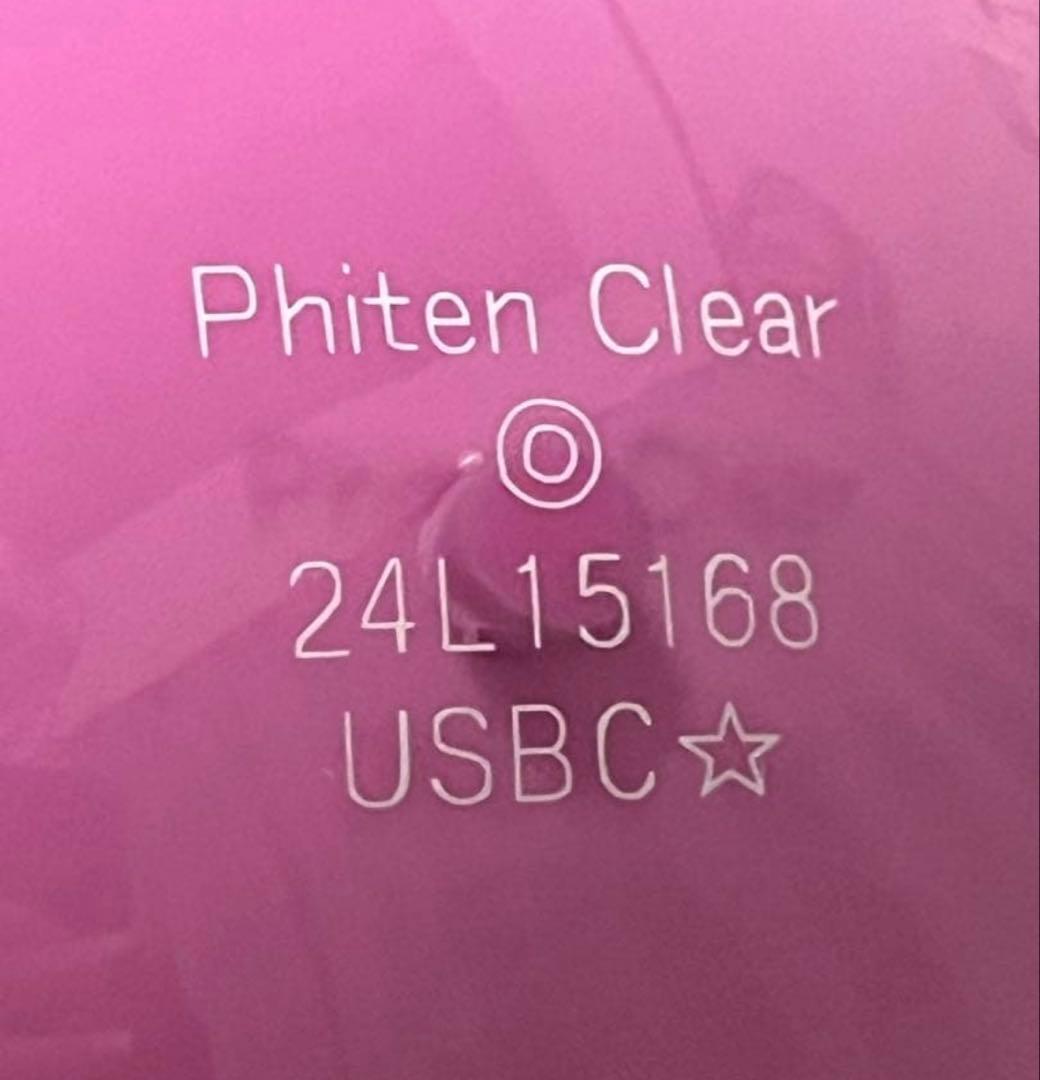 Phiten Clear
◎
24L15168
USBC☆